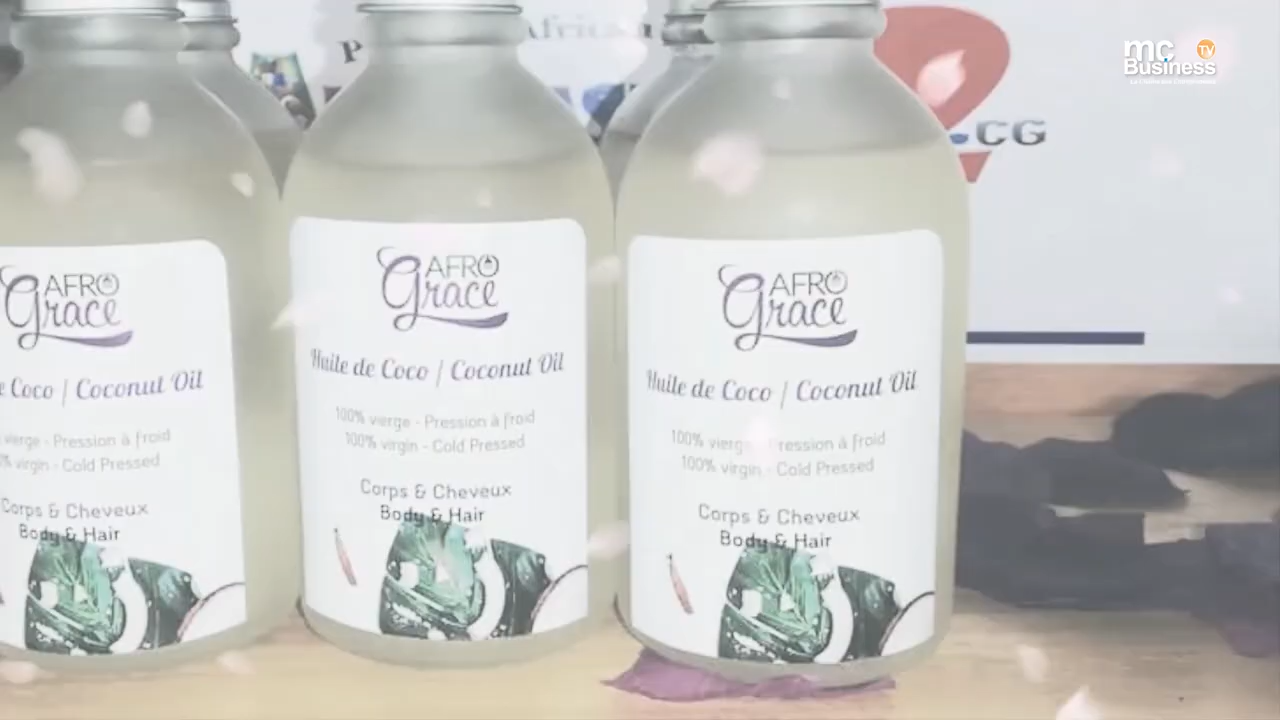 mc TV
Business
.CG
AFRO
Grace
e Coco / Coconut Oil
vierge - Pression à froid
% virgin - Cold Pressed
Corps & Cheveux
Body & Hair
AFRO
Grace
Huile de Coco / Coconut Oil
100% vierge - Pression à froid
100% virgin - Cold Pressed
Corps & Cheveux
Body & Hair
AFRO
Grace
Huile de Coco / Coconut Oil
100% vierg ression à froid
100% virgin - Cold Pressed
Corps & Cheveux
Body & Hair